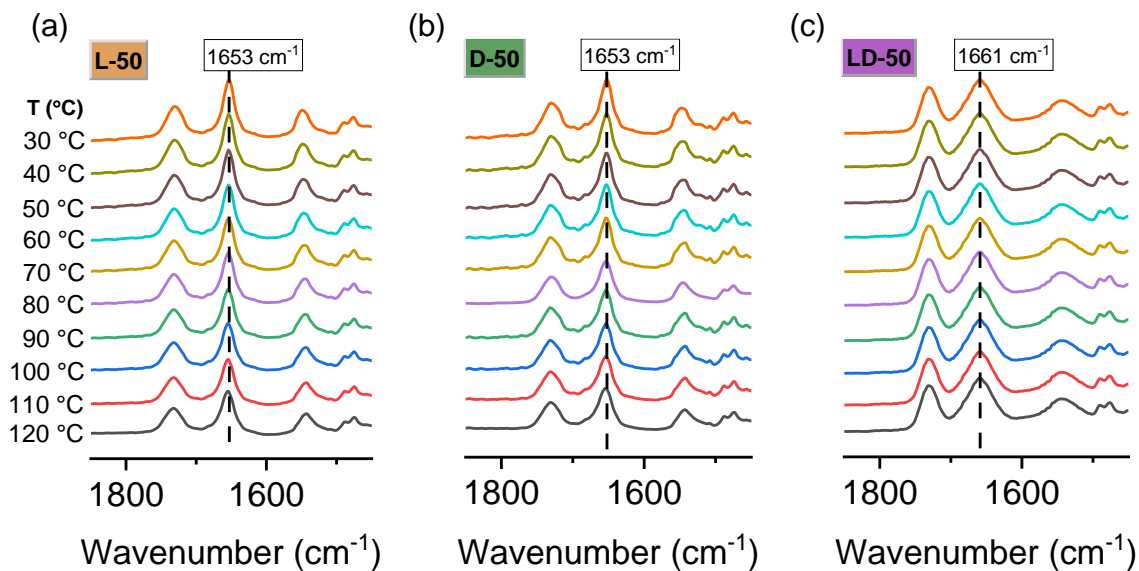 (a)
L-50
1653 cm⁻¹
T (°C)
30 °C
40 °C
50 °C
60 °C
70 °C
80 °C
90 °C
100 °C
110 °C
120 °C
1800
1600
Wavenumber (cm⁻¹)
(b)
D-50
1653 cm⁻¹
1800
1600
Wavenumber (cm⁻¹)
(c)
LD-50
1661 cm⁻¹
1800
1600
Wavenumber (cm⁻¹)